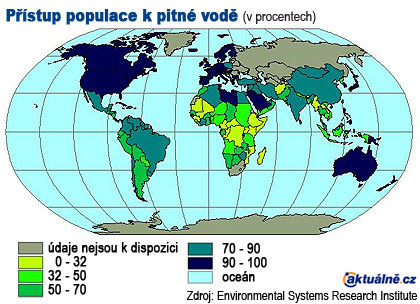 Přístup populace k pitné vodě (v procentech)
údaje nejsou k dispozici
0 - 32
32 - 50
50 - 70
70 - 90
90 - 100
oceán
aktuálně.cz
Zdroj: Environmental Systems Research Institute